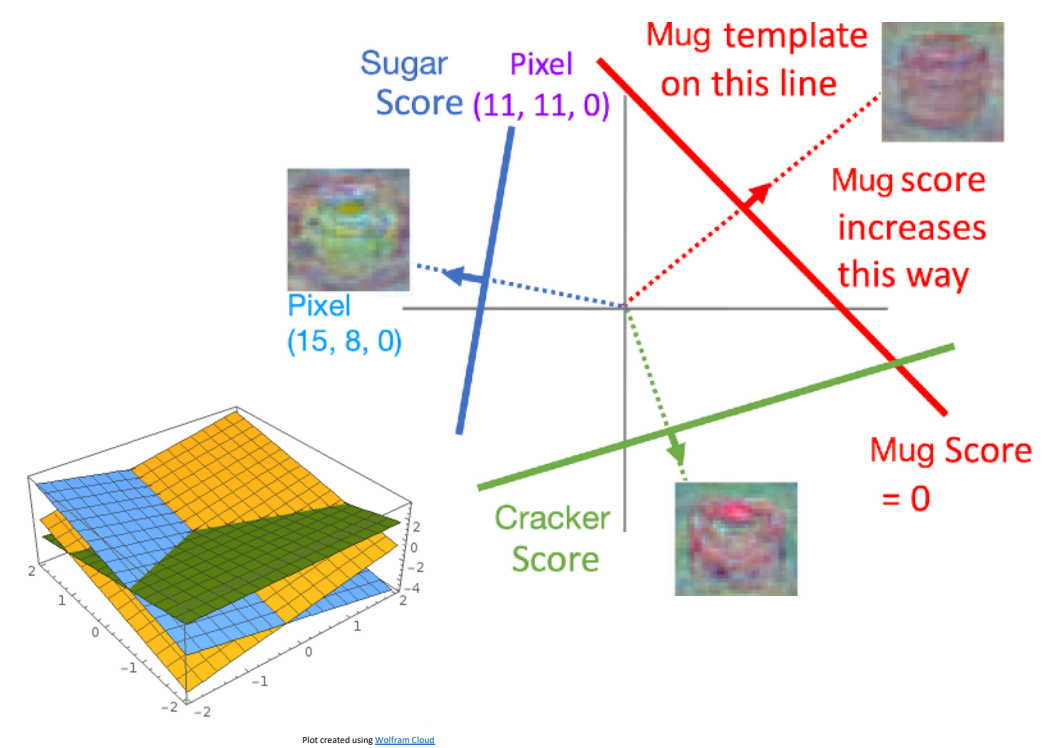 Mug template
on this line
Sugar
Score
Pixel
(11, 11, 0)
Mug score
increases
this way
Pixel
(15, 8, 0)
Mug Score
= 0
Cracker
Score
2
1
0
−1
−2
−2
−1
0
1
2
2
0
−2
−4
Plot created using Wolfram Cloud